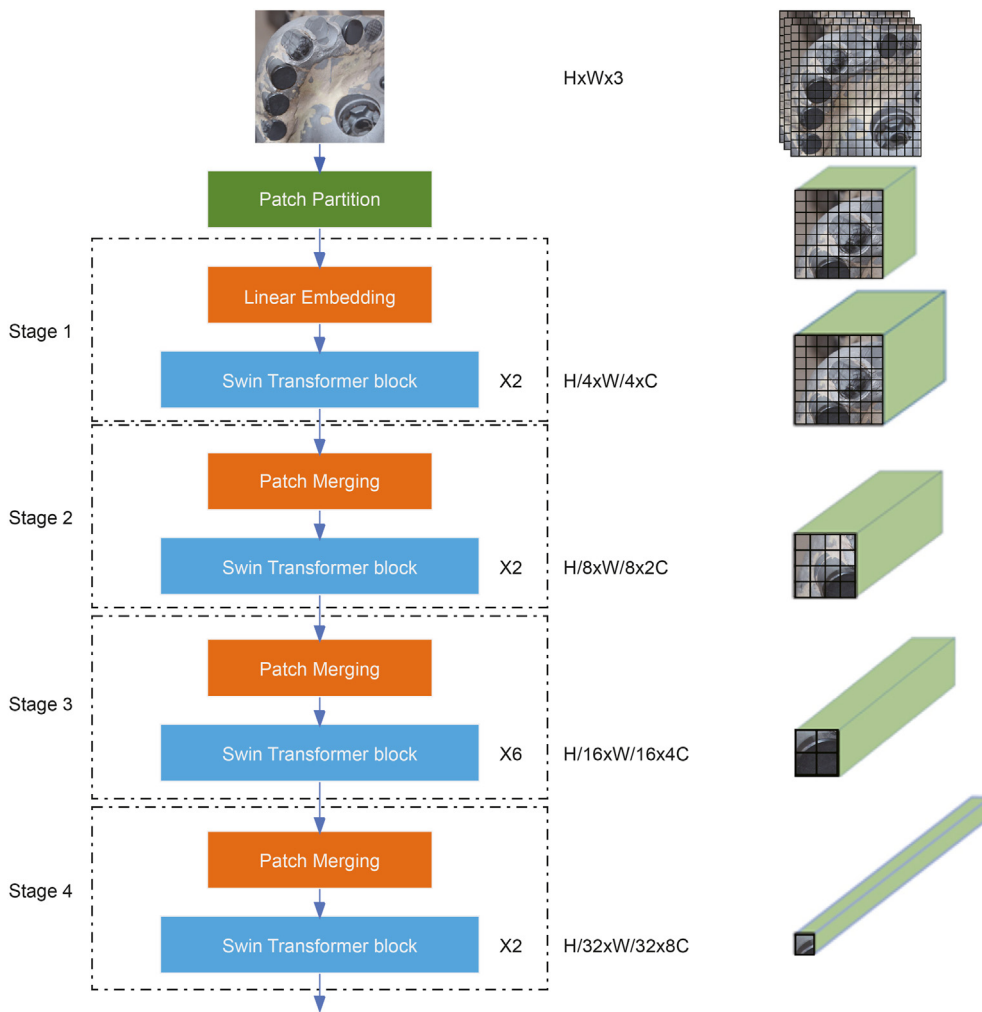 HxWx3
Patch Partition
Stage 1
Linear Embedding
Swin Transformer block
X2
H/4xW/4xC
Stage 2
Patch Merging
Swin Transformer block
X2
H/8xW/8x2C
Stage 3
Patch Merging
Swin Transformer block
X6
H/16xW/16x4C
Stage 4
Patch Merging
Swin Transformer block
X2
H/32xW/32x8C